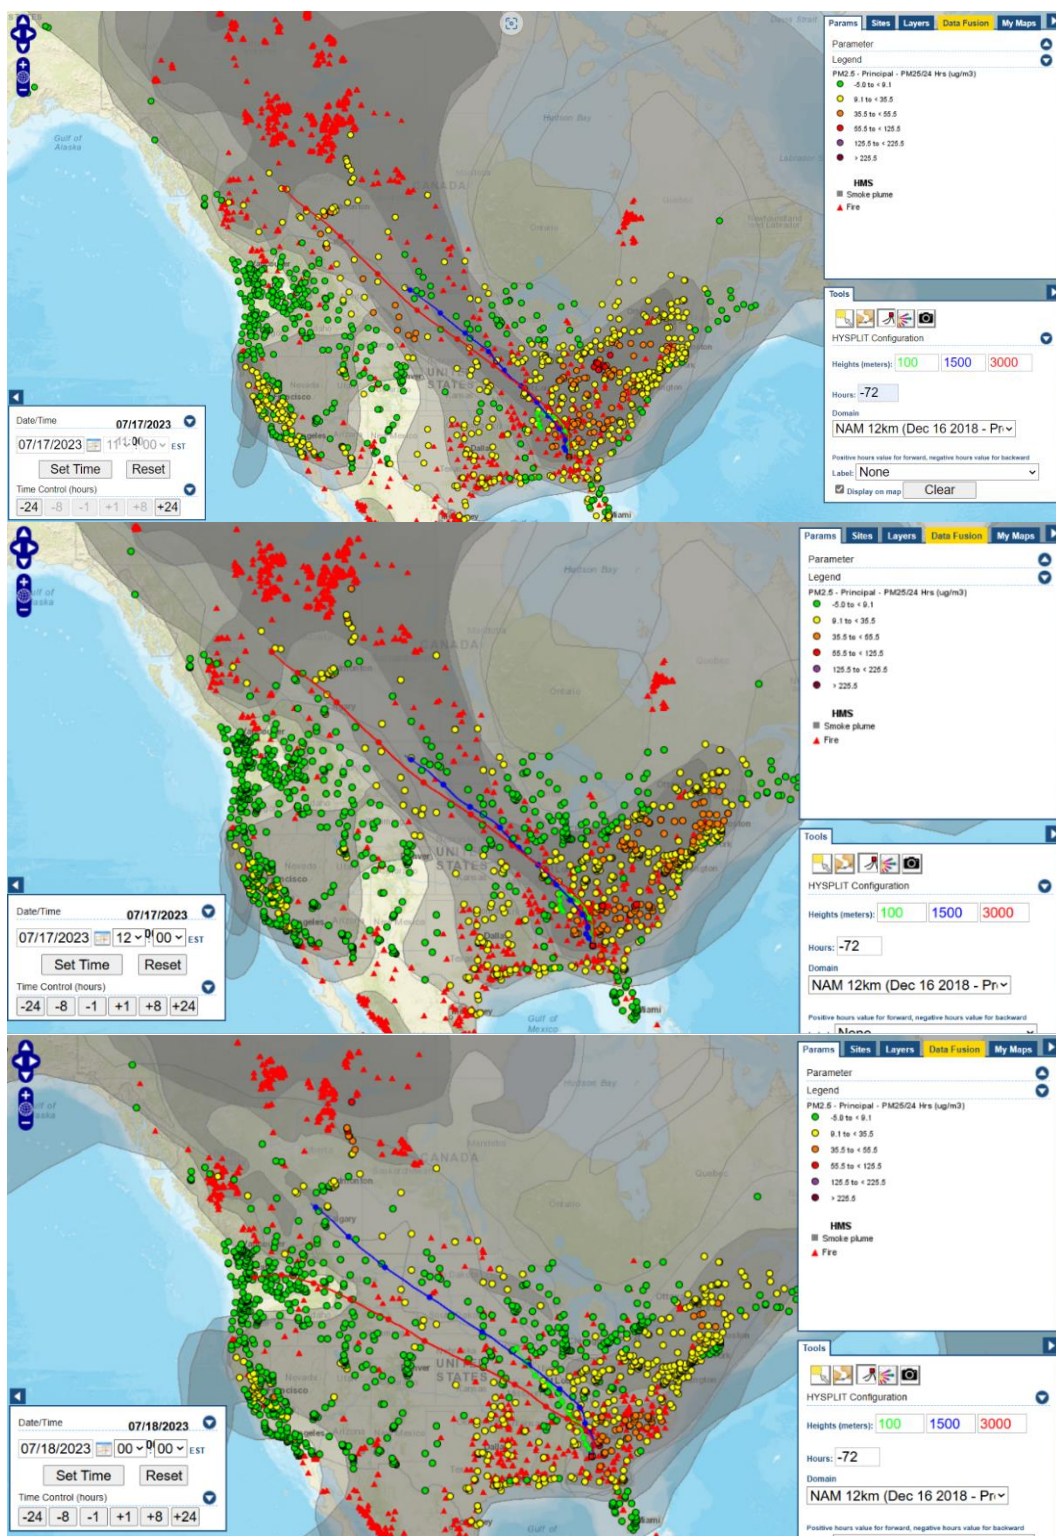 Params Sites Layers Data Fusion My Maps
Parameter
Legend
PM2.5 - Principal - PM25/24 Hrs (ug/m3)
-5.0 to < 9.1
9.1 to < 35.5
35.5 to < 55.5
55.5 to < 125.5
125.5 to < 225.5
> 225.5
HMS
Smoke plume
Fire
Gulf of
Alaska
Hudson Bay
CANADA
Ontario
UNITED
STATES
Nevada
Dallas
Miami
Tools
HYSPLIT Configuration
Heights (meters): 100 1500 3000
Hours: -72
Domain
NAM 12km (Dec 16 2018 - Pr
Positive hours value for forward, negative hours value for backward
Label: None
Display on map Clear
Date/Time 07/17/2023
07/17/2023 EST
Set Time Reset
Time Control (hours)
-24 -8 -1 +1 +8 +24
Params Sites Layers Data Fusion My Maps
Parameter
Legend
PM2.5 - Principal - PM25/24 Hrs (ug/m3)
-5.0 to < 9.1
9.1 to < 35.5
35.5 to < 55.5
55.5 to < 125.5
125.5 to < 225.5
> 225.5
HMS
Smoke plume
Fire
Hudson Bay
CANADA
Ontario
Nevada
Dallas
Miami
Gulf of
Mexico
Tools
HYSPLIT Configuration
Heights (meters): 100 1500 3000
Hours: -72
Domain
NAM 12km (Dec 16 2018 - Pr
Positive hours value for forward, negative hours value for backward
None
Date/Time 07/17/2023
07/17/2023 12 00 EST
Set Time Reset
Time Control (hours)
-24 -8 -1 +1 +8 +24
Params Sites Layers Data Fusion My Maps
Parameter
Legend
PM2.5 - Principal - PM25/24 Hrs (ug/m3)
-5.0 to < 9.1
9.1 to < 35.5
35.5 to < 55.5
55.5 to < 125.5
125.5 to < 225.5
> 225.5
HMS
Smoke plume
Fire
Hudson Bay
Manitoba
CANADA
Quebec
Ontario
STATES
Gulf of
Tools
HYSPLIT Configuration
Heights (meters): 100 1500 3000
Hours: -72
Domain
NAM 12km (Dec 16 2018 - Pr
Positive hours value for forward, negative hours value for backward
Date/Time 07/18/2023
07/18/2023 00 00 EST
Set Time Reset
Time Control (hours)
-24 -8 -1 +1 +8 +24